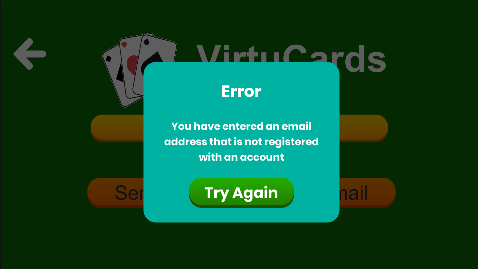 VirtuCards
Error
You have entered an email
address that is not registered
with an account
Try Again